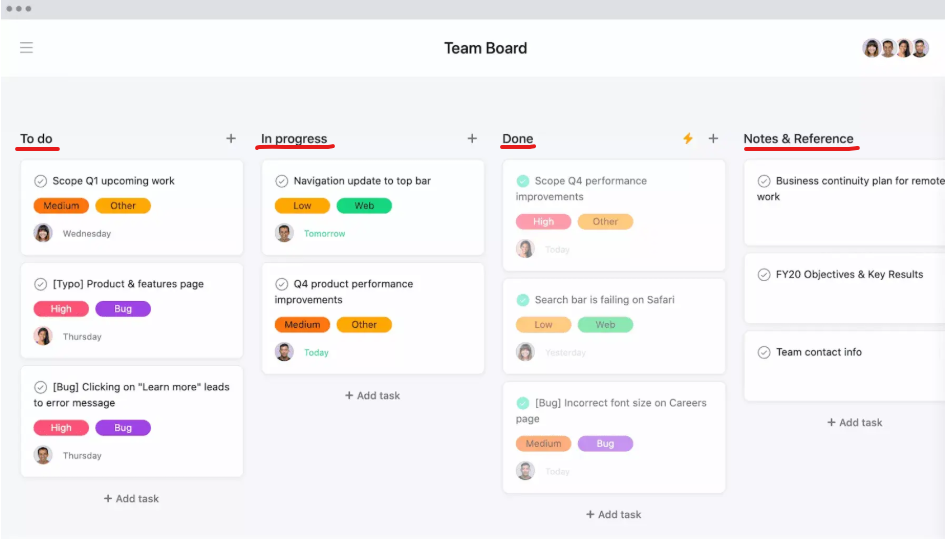 Team Board
To do
In progress
Done
Notes & Reference
Scope Q1 upcoming work
Medium
Other
Wednesday
[Typo] Product & features page
High
Bug
Thursday
[Bug] Clicking on "Learn more" leads
to error message
High
Bug
Thursday
+ Add task
Navigation update to top bar
Low
Web
Tomorrow
Q4 product performance
improvements
Medium
Other
Today
+ Add task
Scope Q4 performance
improvements
High
Other
Today
Search bar is failing on Safari
Low
Web
Yesterday
[Bug] Incorrect font size on Careers
page
Medium
Bug
Today
+ Add task
Business continuity plan for remote
work
FY20 Objectives & Key Results
Team contact info
+ Add task